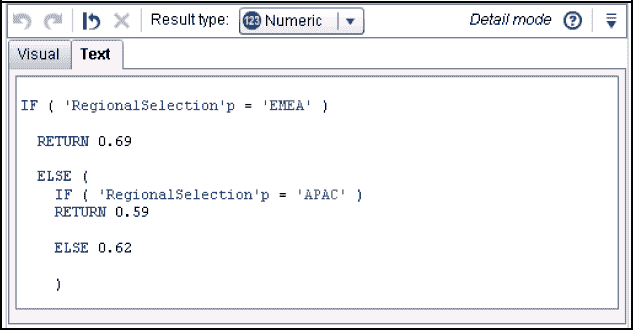 Result type: 123 Numeric Detail mode ?
Visual Text
IF ( 'RegionalSelection'p = 'EMEA' )
RETURN 0.69
ELSE (
IF ( 'RegionalSelection'p = 'APAC' )
RETURN 0.59
ELSE 0.62
)